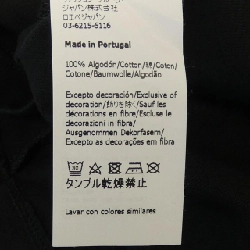 ジャパン株式会社
ロエベジャパン
03-6215-6116
Made in Portugal
100% Algodón/Cotton/綿/Coton/
Cotone/Baumwolle/Algodão
Excepto decoración/Exclusive of
decoration/飾りを除く/Sauf les
décorations en fibre/Escluse le
decorazioni in fibra/
Ausgenommen Dekorfasern/
Excepto as decorações em fibra
タンブル乾燥禁止
Lavar con colores similares